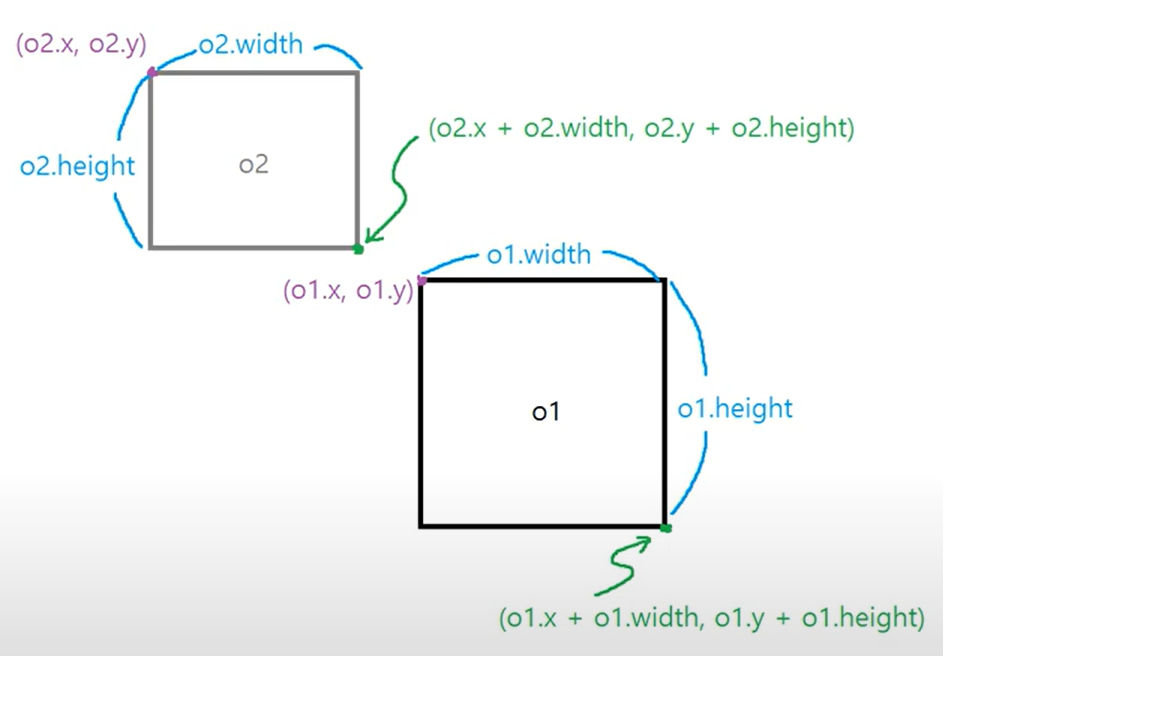 (o2.x, o2.y)
o2.width
(o2.x + o2.width, o2.y + o2.height)
o2.height
o2
o1.width
(o1.x, o1.y)
o1
o1.height
(o1.x + o1.width, o1.y + o1.height)